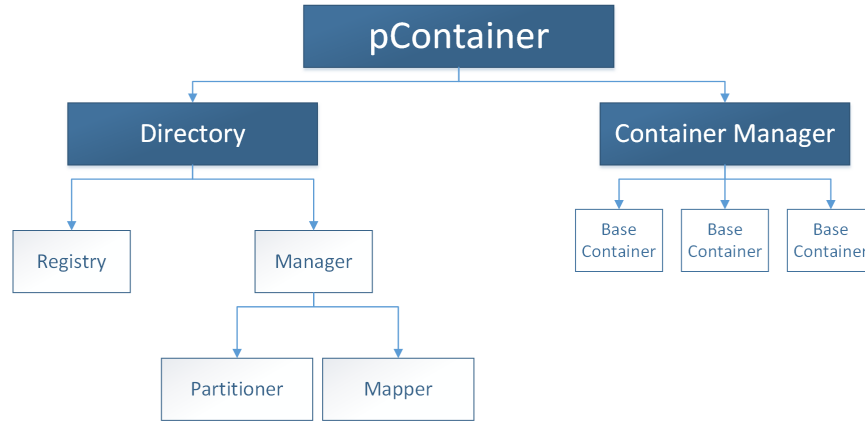 pContainer
Directory
Container Manager
Registry
Manager
Base
Container
Base
Container
Base
Container
Partitioner
Mapper